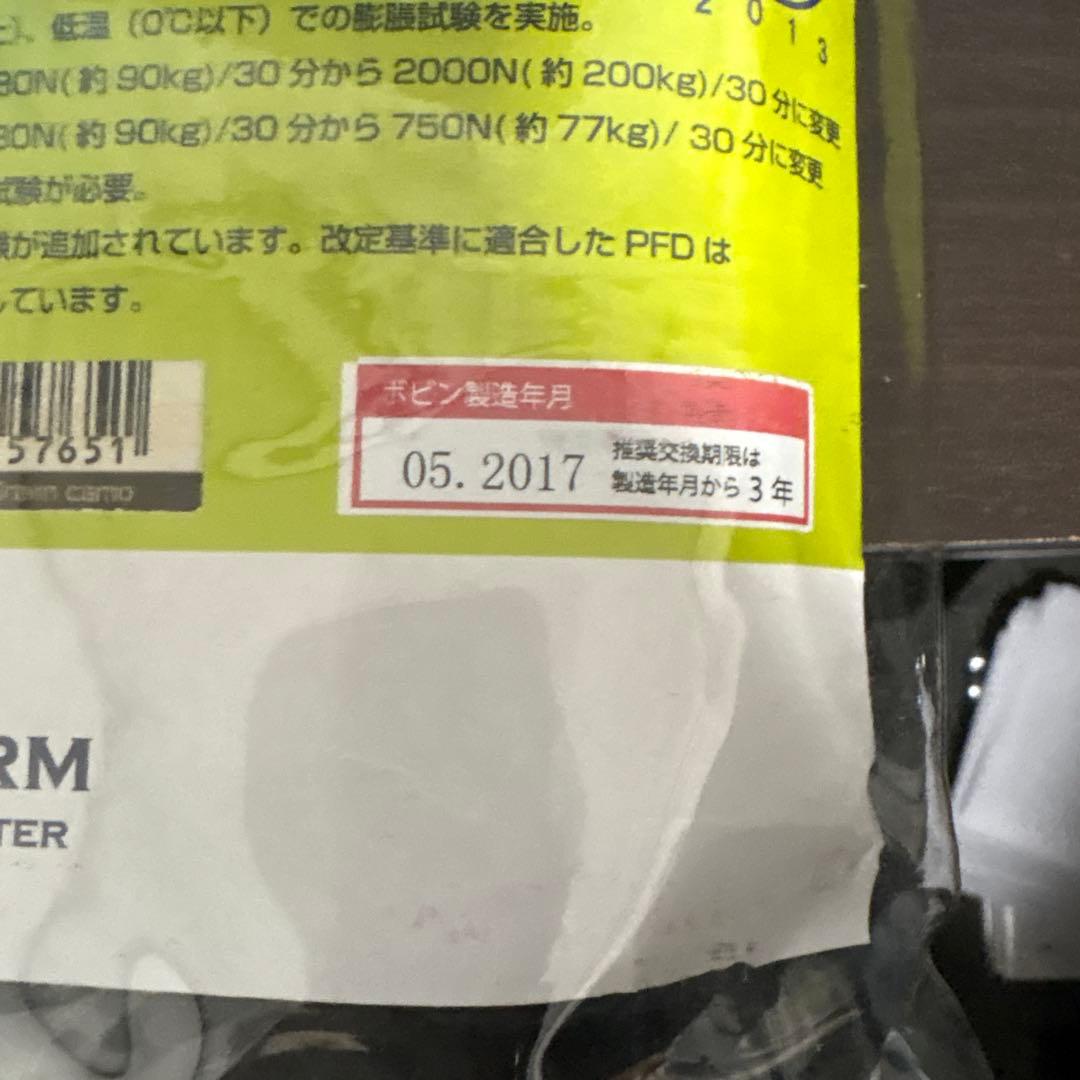 、低温（0℃以下）での膨脹試験を実施。
2013
80N(約90kg)/30分から2000N(約200kg)/30分に変更
80N(約90kg)/30分から750N(約77kg)/30分に変更
試験が必要。
験が追加されています。改定基準に適合したPFDは
しています。
57651
camo
ボビン製造年月
05.2017
推奨交換期限は
製造年月から3年
RM
TER